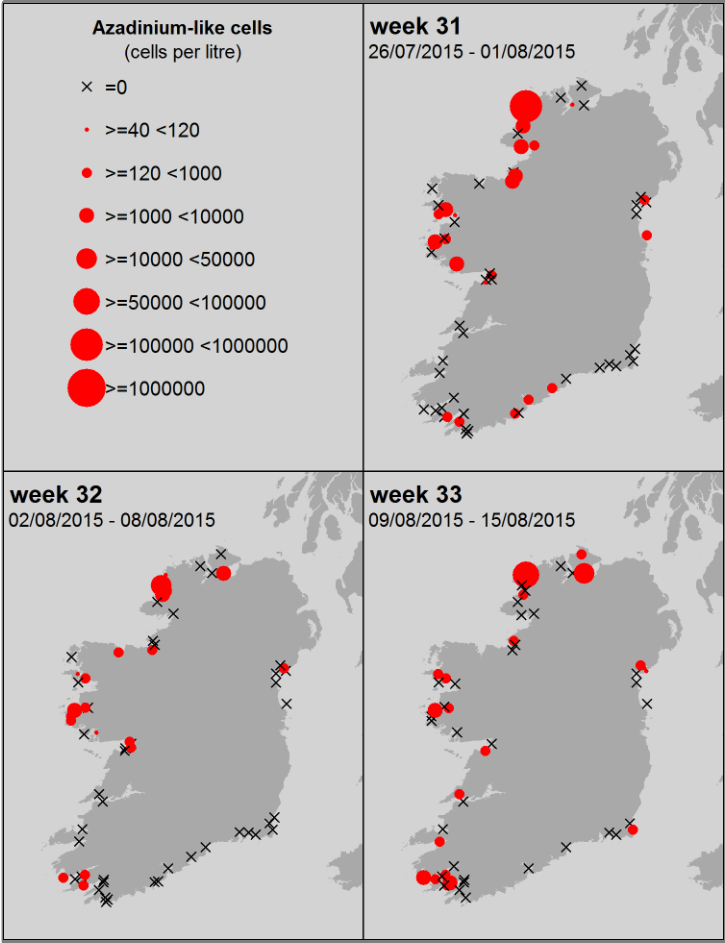 Azadinium-like cells
(cells per litre)
=0
>=40 <120
>=120 <1000
>=1000 <10000
>=10000 <50000
>=50000 <100000
>=100000 <1000000
>=1000000
week 31
26/07/2015 - 01/08/2015
week 32
02/08/2015 - 08/08/2015
week 33
09/08/2015 - 15/08/2015